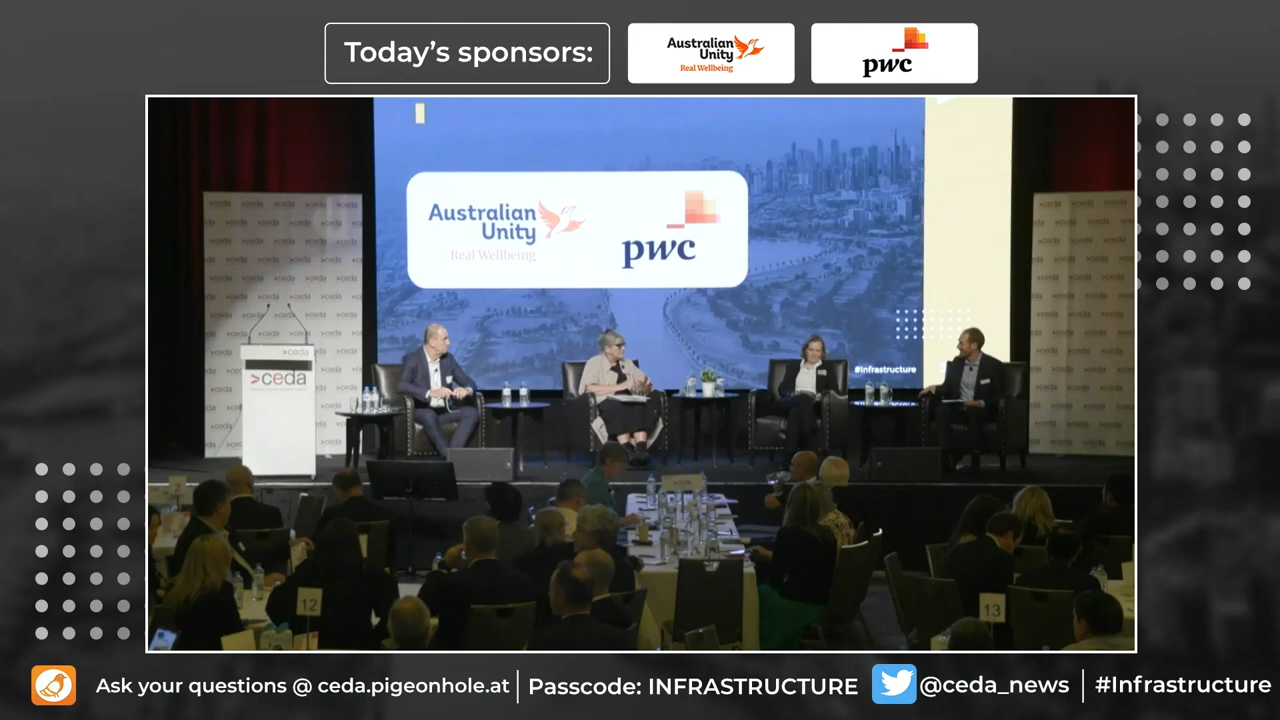 Today's sponsors:
Australian
Unity
Real Wellbeing
pwc
Australian
Unity
Real Wellbeing
pwc
#Infrastructure
>ceda
>ceda
12
13
Ask your questions @ ceda.pigeonhole.at
Passcode: INFRASTRUCTURE
@ceda_news
#Infrastructure